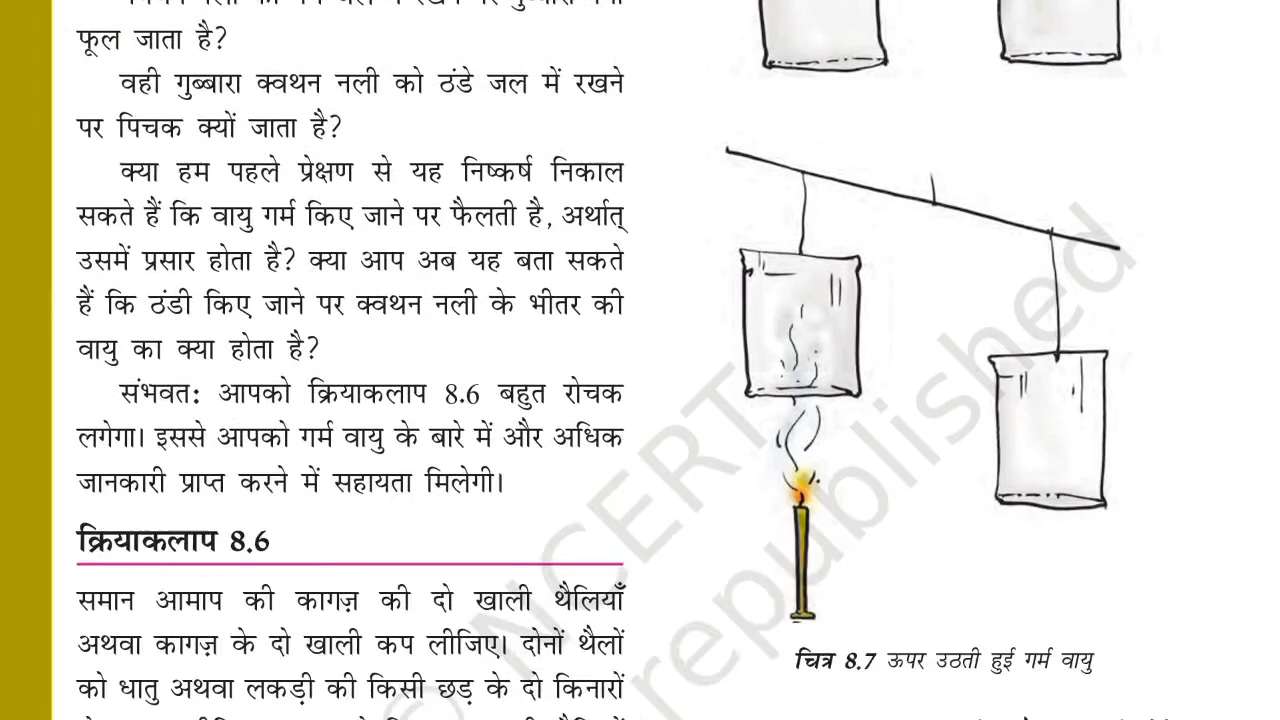 फूल जाता है?
वही गुब्बारा क्वथन नली को ठंडे जल में रखने
पर पिचक क्यों जाता है?
क्या हम पहले प्रेक्षण से यह निष्कर्ष निकाल
सकते हैं कि वायु गर्म किए जाने पर फैलती है, अर्थात्
उसमें प्रसार होता है? क्या आप अब यह बता सकते
हैं कि ठंडी किए जाने पर क्वथन नली के भीतर की
वायु का क्या होता है?
संभवतः आपको क्रियाकलाप 8.6 बहुत रोचक
लगेगा। इससे आपको गर्म वायु के बारे में और अधिक
जानकारी प्राप्त करने में सहायता मिलेगी।
क्रियाकलाप 8.6
समान आमाप की कागज़ की दो खाली थैलियाँ
अथवा कागज़ के दो खाली कप लीजिए। दोनों थैलों
को धातु अथवा लकड़ी की किसी छड़ के दो किनारों
चित्र 8.7 ऊपर उठती हुई गर्म वायु
© NCERT
republished